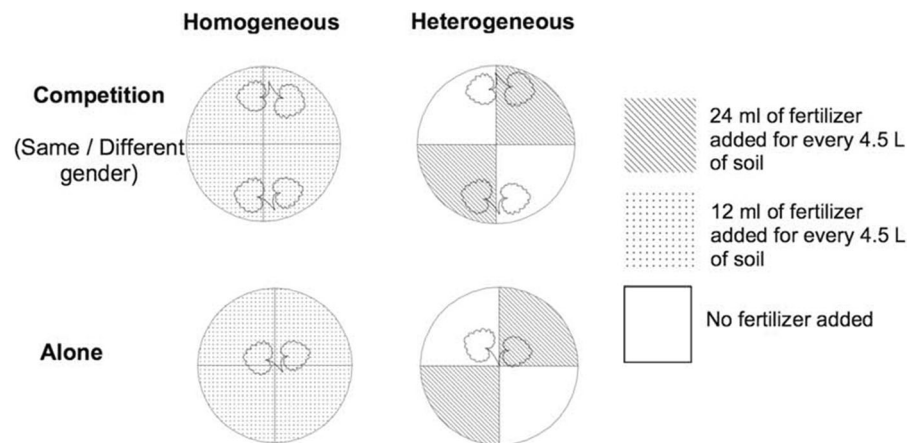 Homogeneous
Heterogeneous
Competition
(Same / Different
gender)
24 ml of fertilizer
added for every 4.5 L
of soil
12 ml of fertilizer
added for every 4.5 L
of soil
Alone
No fertilizer added